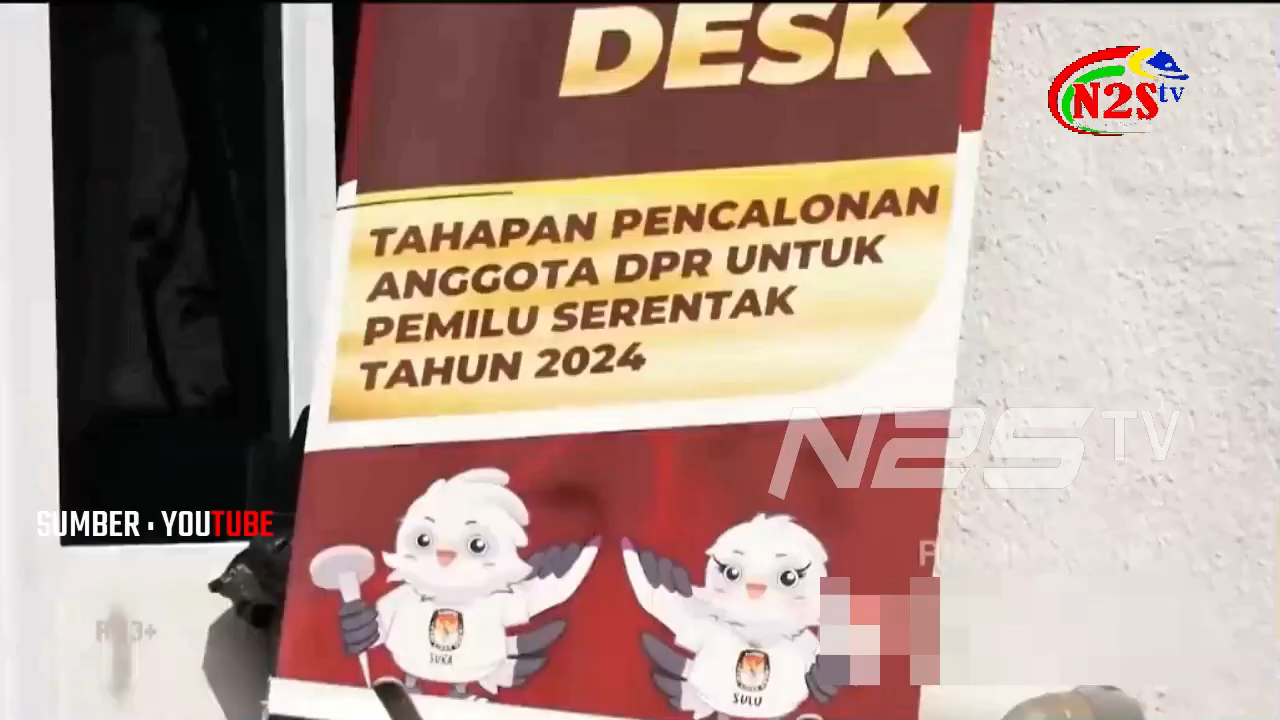 DESK
N2Stv
TAHAPAN PENCALONAN
ANGGOTA DPR UNTUK
PEMILU SERENTAK
TAHUN 2024
N2S TV
SUMBER • YOUTUBE
SUKA
SULU